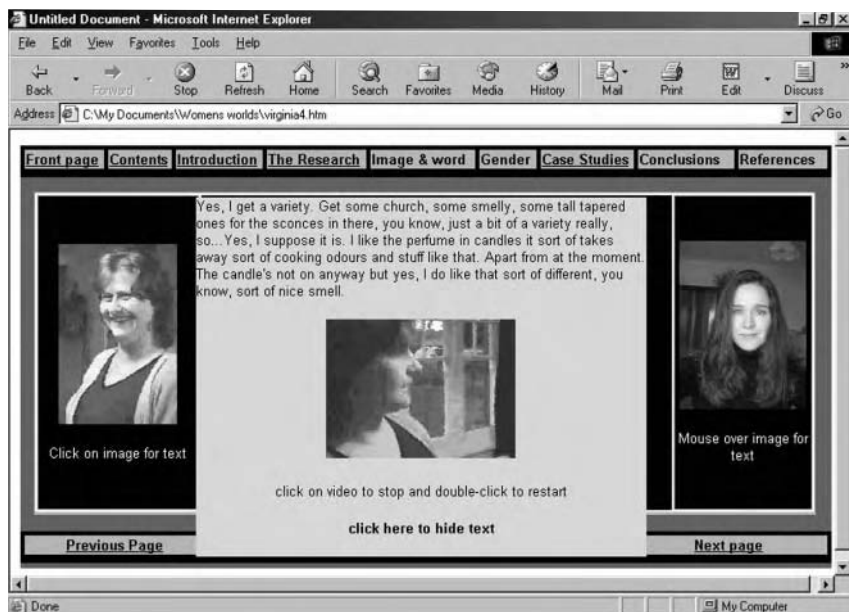 Untitled Document - Microsoft Internet Explorer
File Edit View Favorites Tools Help
Back Forward Stop Refresh Home Search Favorites Media History Mail Print Edit Discuss »
Address C:\My Documents\Womens worlds\virginia4.htm Go
Front page Contents Introduction The Research Image & word Gender Case Studies Conclusions References
Yes, I get a variety. Get some church, some smelly, some tall tapered
ones for the sconces in there, you know, just a bit of a variety really,
so...Yes, I suppose it is. I like the perfume in candles it sort of takes
away sort of cooking odours and stuff like that. Apart from at the moment.
The candle's not on anyway but yes, I do like that sort of different, you
know, sort of nice smell.
Click on image for text
Mouse over image for
text
click on video to stop and double-click to restart
click here to hide text
Previous Page Next page
Done My Computer